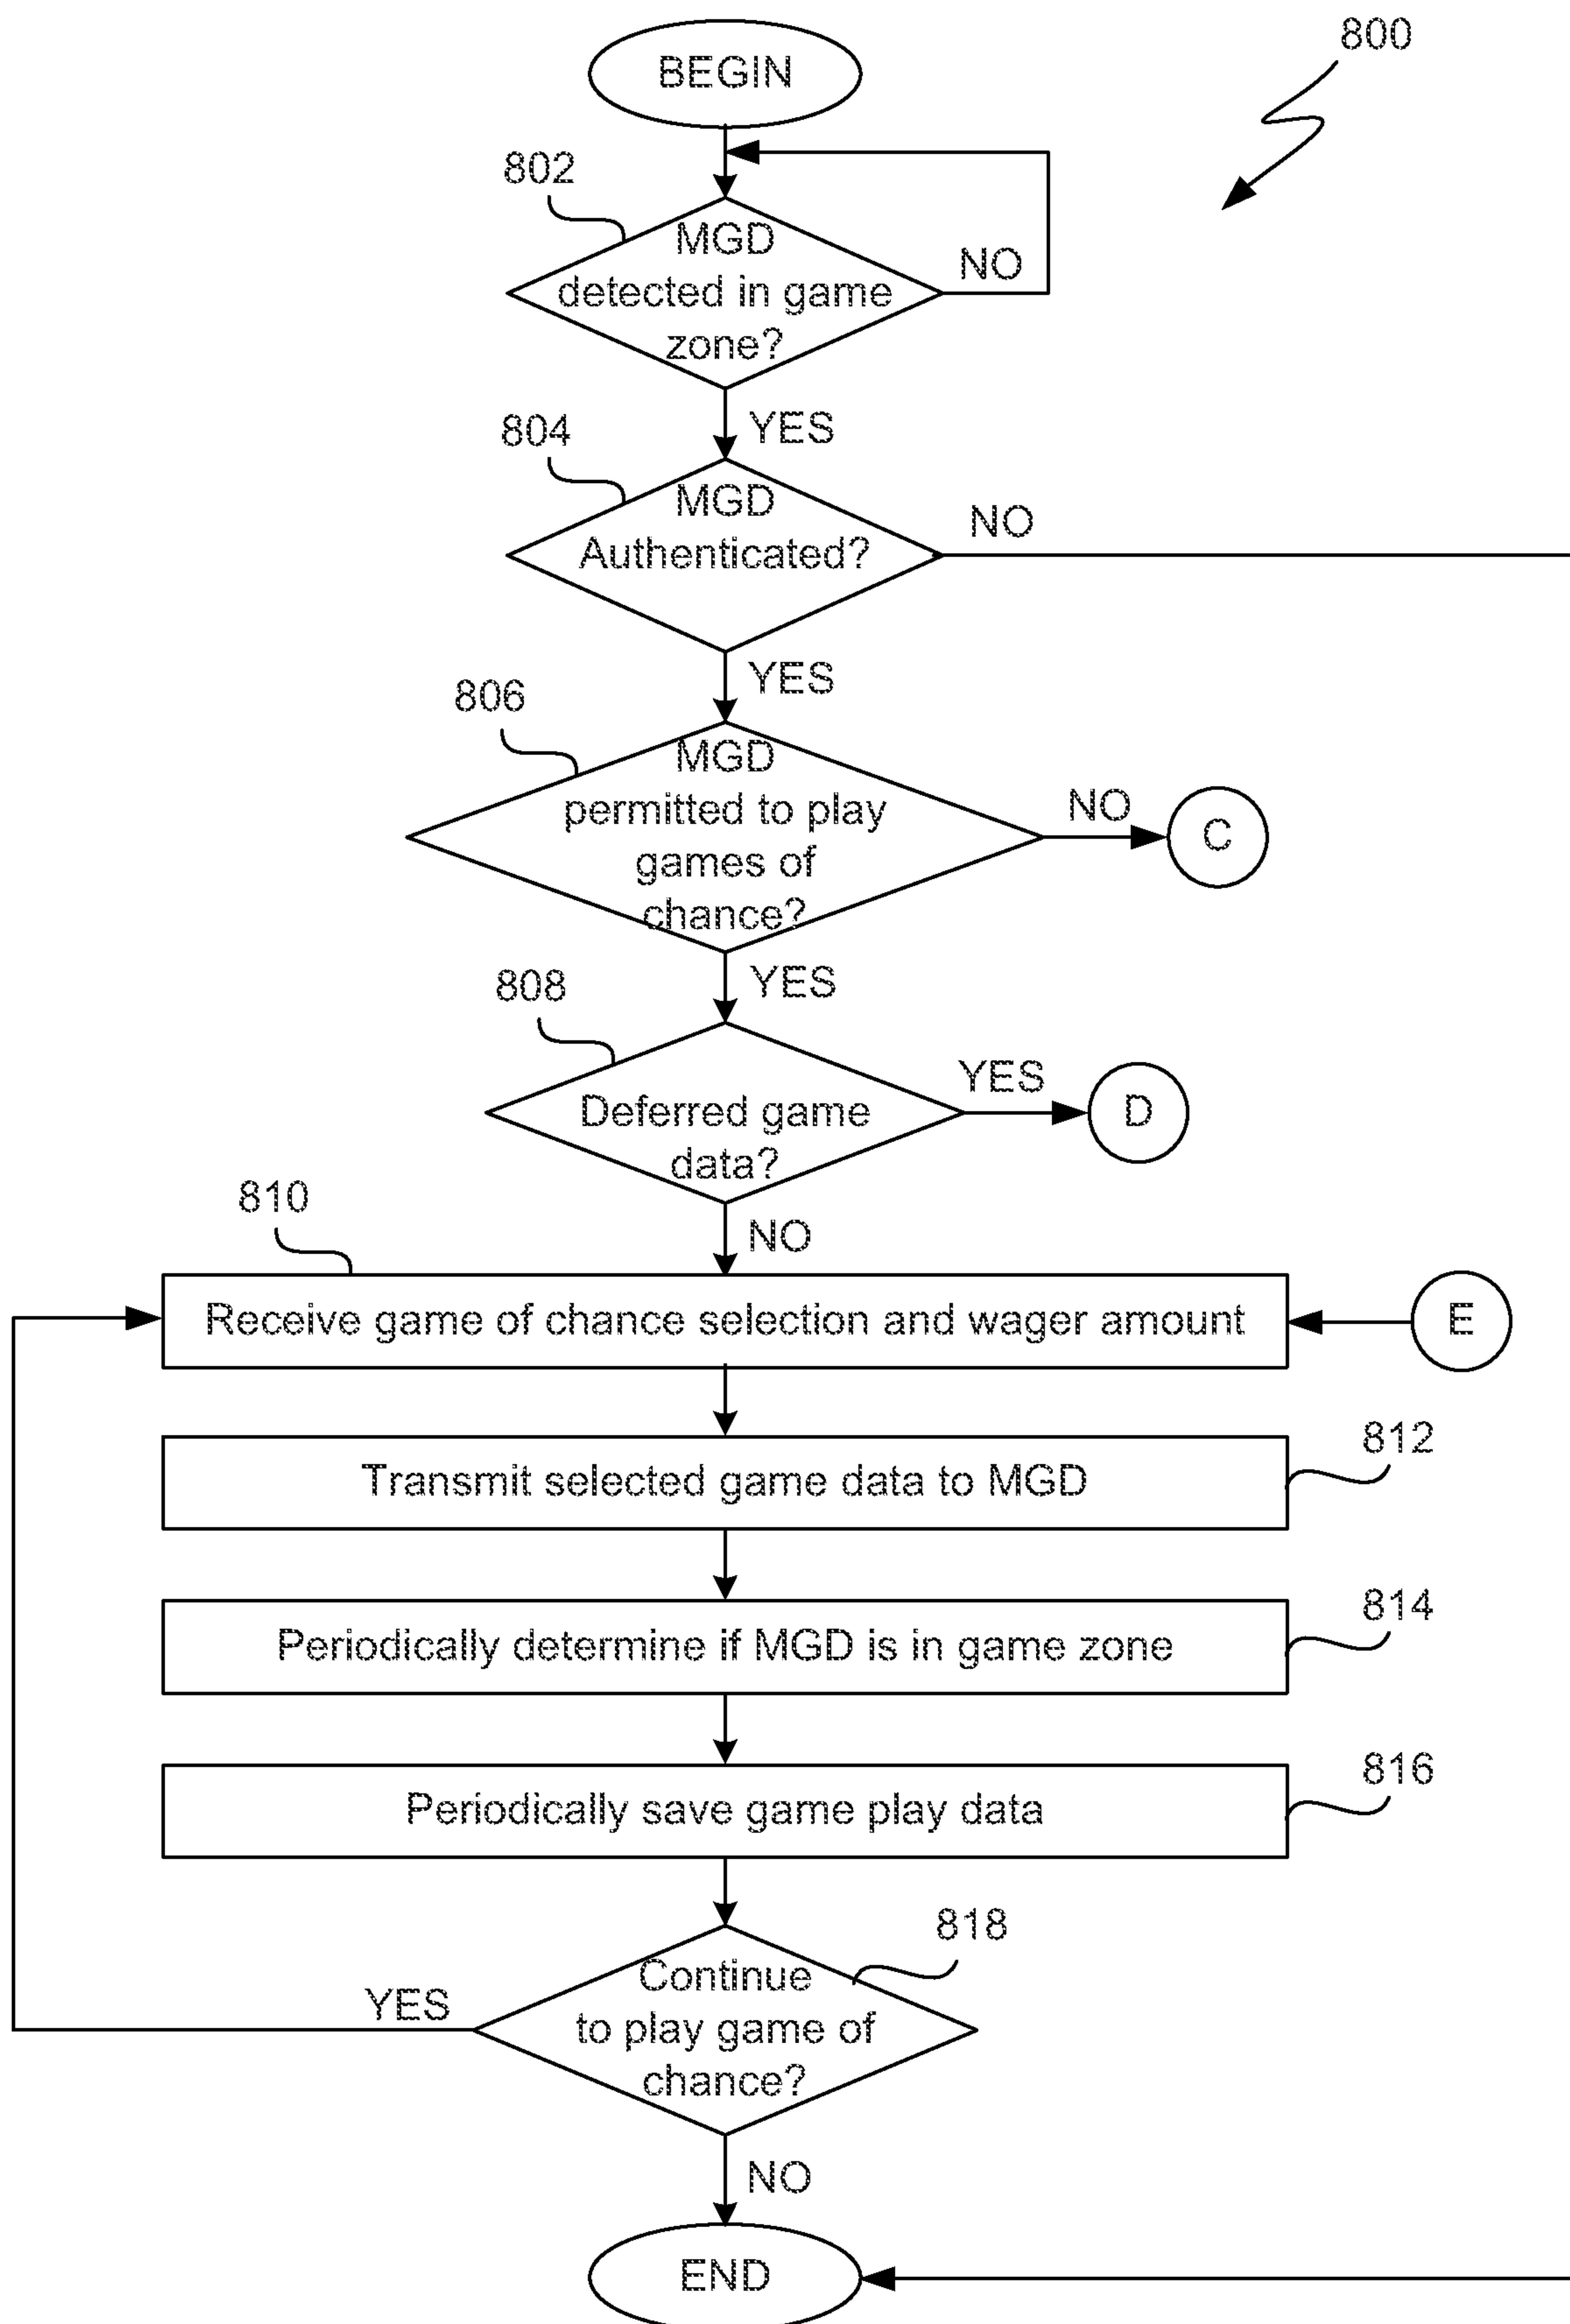 800
BEGIN
802
MGD
detected in game
zone?
NO
YES
804
MGD
Authenticated?
NO
YES
806
MGD
permitted to play
games of
chance?
NO
C
YES
808
Deferred game
data?
YES
D
NO
810
Receive game of chance selection and wager amount
E
Transmit selected game data to MGD
812
Periodically determine if MGD is in game zone
814
Periodically save game play data
816
818
Continue
to play game of
chance?
YES
NO
END